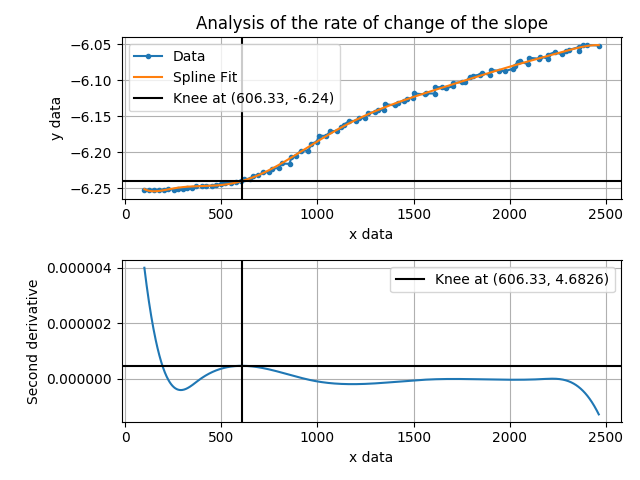 Analysis of the rate of change of the slope
−6.05
−6.10
−6.15
−6.20
−6.25
y data
Data
Spline Fit
Knee at (606.33, -6.24)
0
500
1000
1500
2000
2500
x data
0.000004
0.000002
0.000000
Second derivative
Knee at (606.33, 4.6826)
0
500
1000
1500
2000
2500
x data